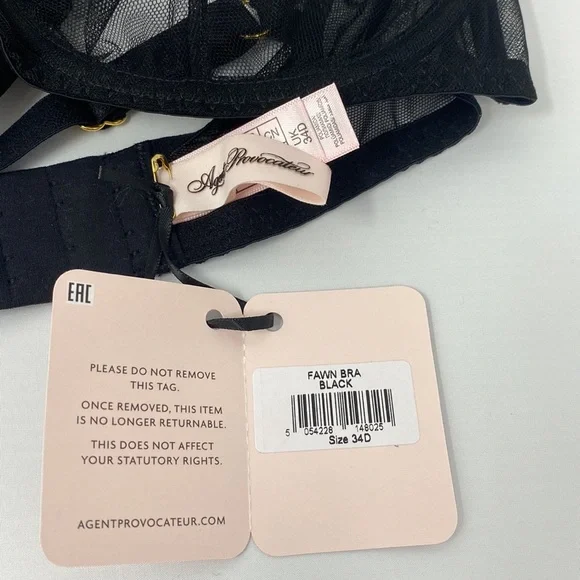 Agent Provocateur
UK
34D
EAC
PLEASE DO NOT REMOVE
THIS TAG.
ONCE REMOVED, THIS ITEM
IS NO LONGER RETURNABLE.
THIS DOES NOT AFFECT
YOUR STATUTORY RIGHTS.
AGENTPROVOCATEUR.COM
FAWN BRA
BLACK
5 054228 148025
Size 34D